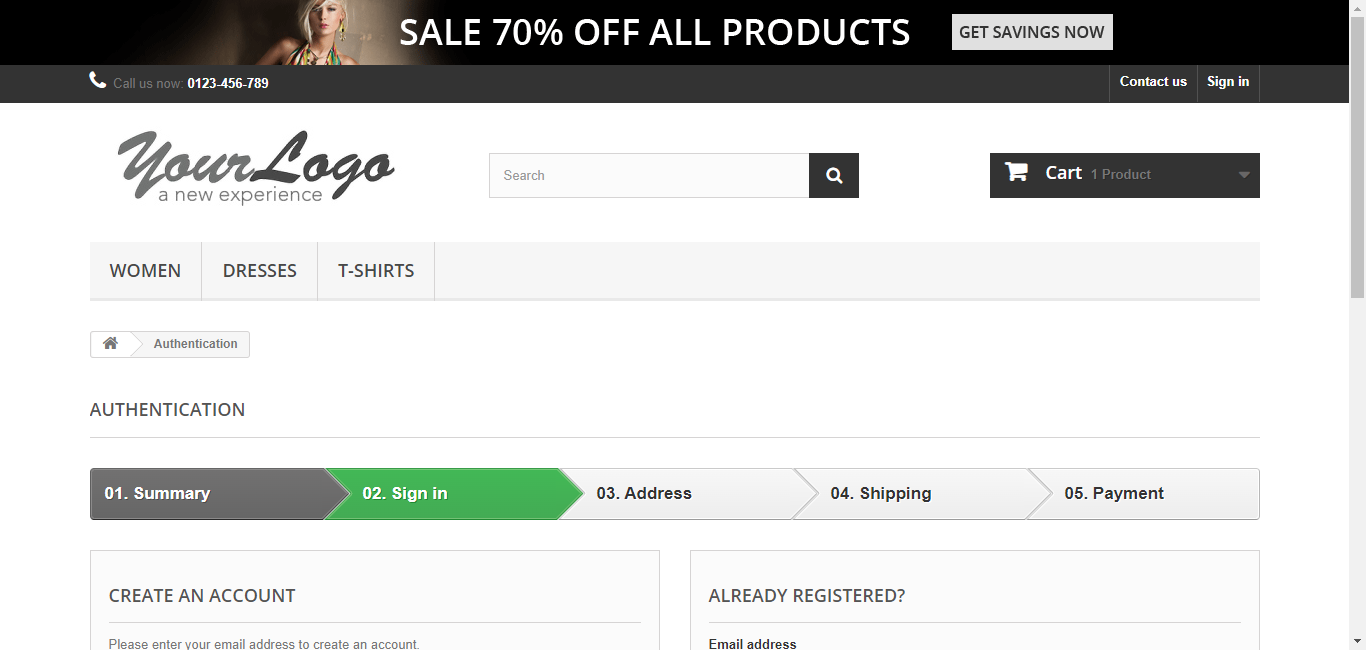 SALE 70% OFF ALL PRODUCTS GET SAVINGS NOW
Call us now: 0123-456-789 Contact us Sign in
YourLogo
a new experience
Search
Cart 1 Product
WOMEN DRESSES T-SHIRTS
Authentication
AUTHENTICATION
01. Summary 02. Sign in 03. Address 04. Shipping 05. Payment
CREATE AN ACCOUNT
Please enter your email address to create an account.
ALREADY REGISTERED?
Email address